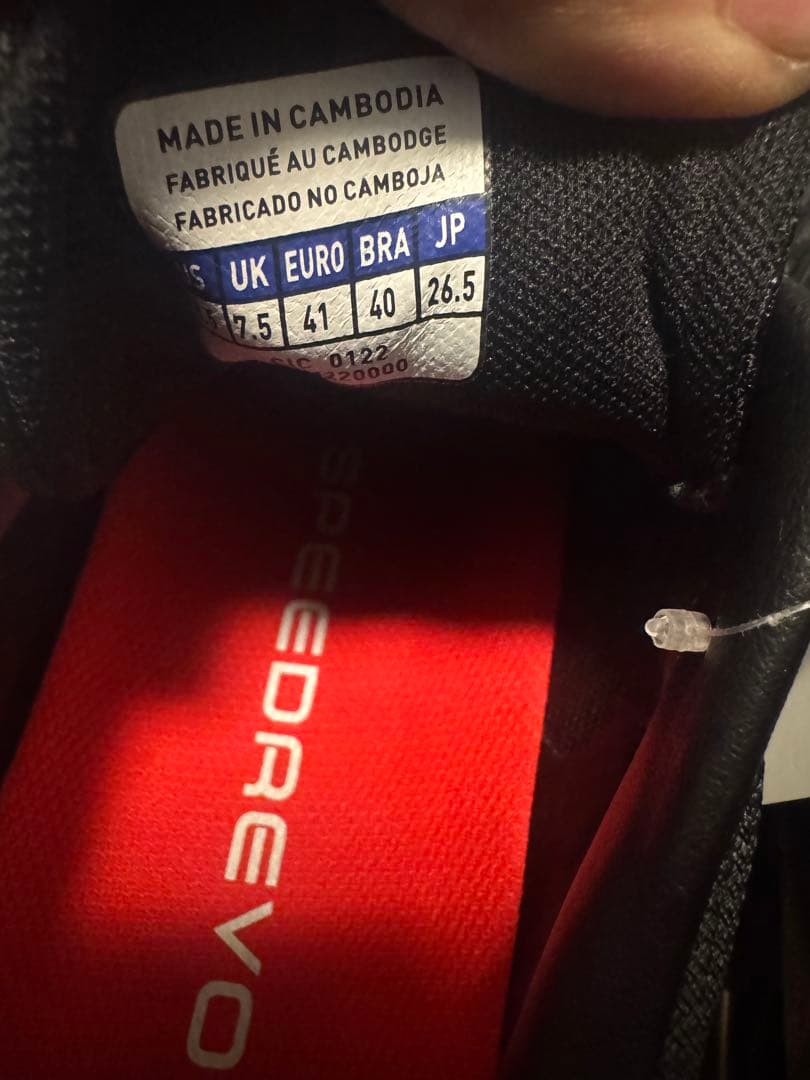 MADE IN CAMBODIA
FABRIQUÉ AU CAMBODGE
FABRICADO NO CAMBOJA
UK EURO BRA JP
7.5 41 40 26.5
0122
20000
SPEEDREVO